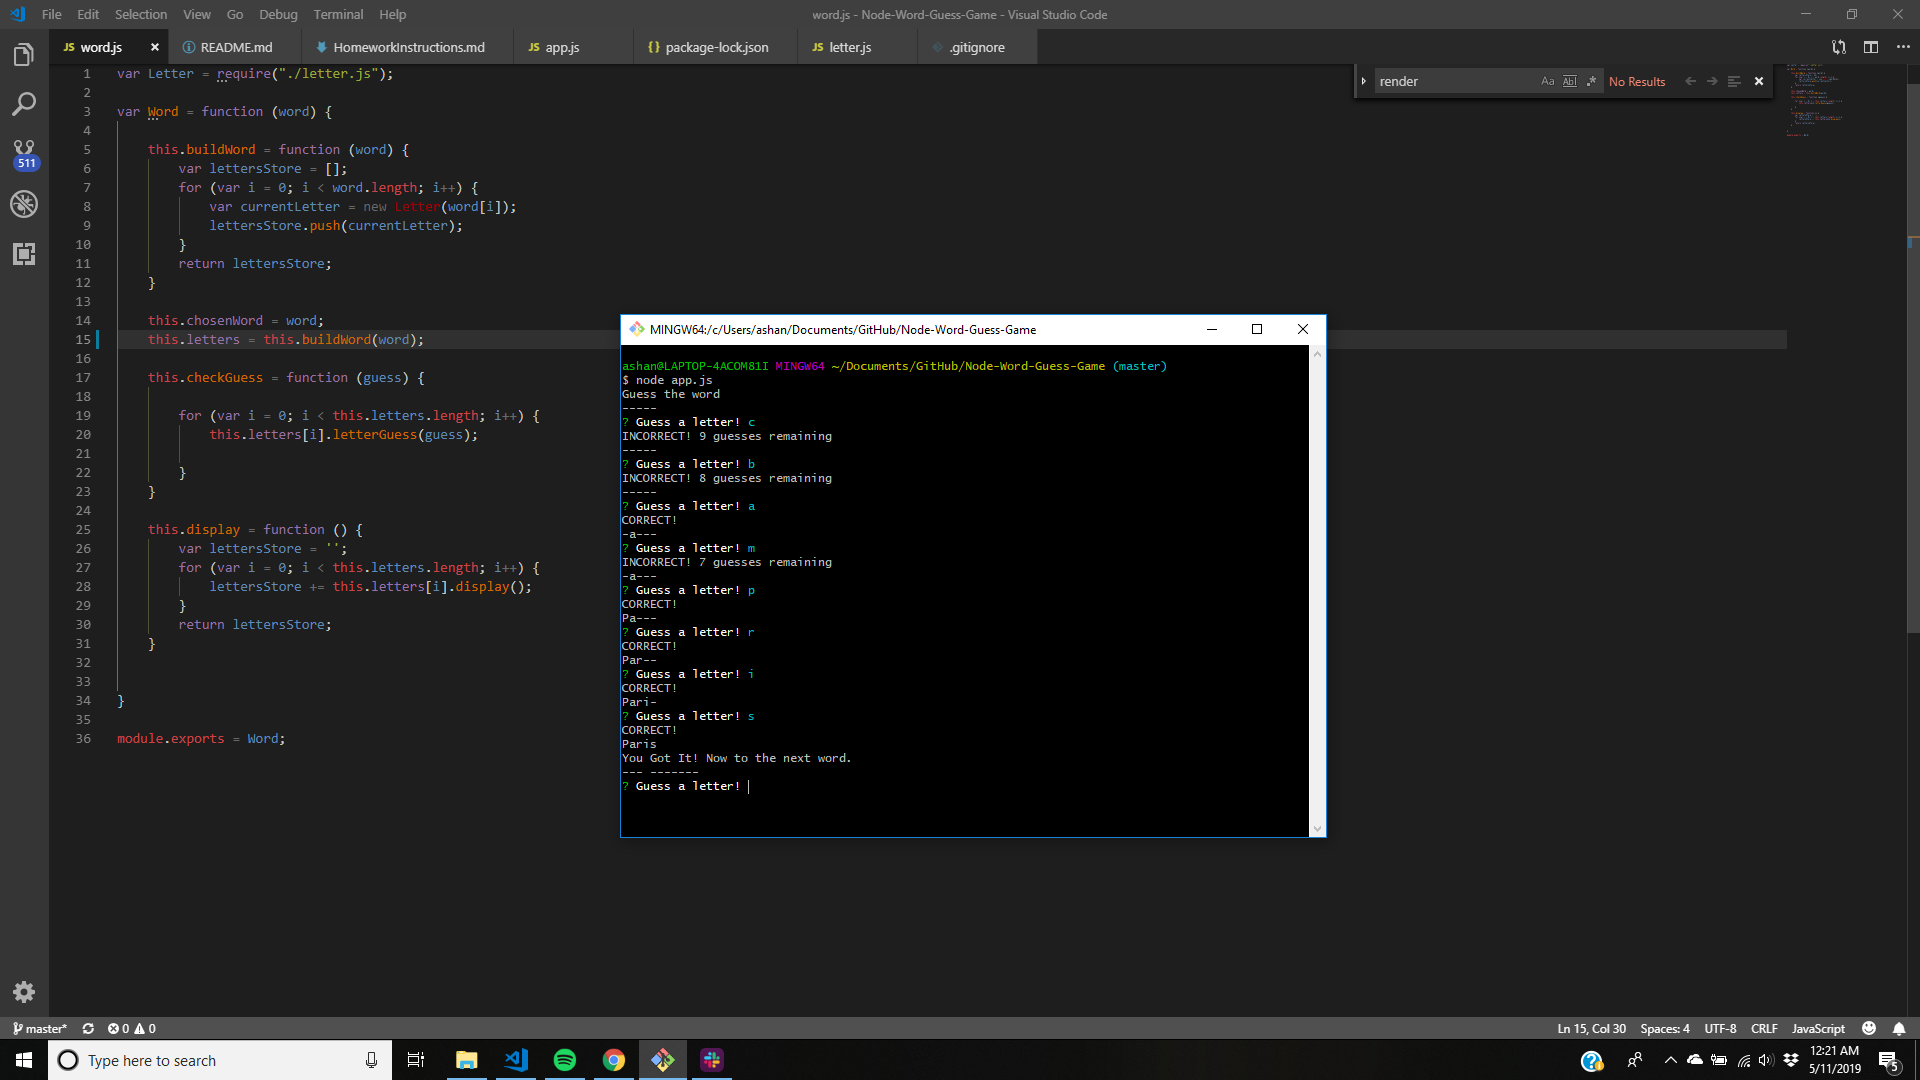 File Edit Selection View Go Debug Terminal Help
word.js - Node-Word-Guess-Game - Visual Studio Code
JS word.js
README.md
HomeworkInstructions.md
JS app.js
{} package-lock.json
JS letter.js
.gitignore
render
Aa Abl .*
No Results
511
1 var Letter = require("./letter.js");
2
3 var Word = function (word) {
4
5 this.buildWord = function (word) {
6 var lettersStore = [];
7 for (var i = 0; i < word.length; i++) {
8 var currentLetter = new Letter(word[i]);
9 lettersStore.push(currentLetter);
10 }
11 return lettersStore;
12 }
13
14 this.chosenWord = word;
15 this.letters = this.buildWord(word);
16
17 this.checkGuess = function (guess) {
18
19 for (var i = 0; i < this.letters.length; i++) {
20 this.letters[i].letterGuess(guess);
21
22 }
23 }
24
25 this.display = function () {
26 var lettersStore = '';
27 for (var i = 0; i < this.letters.length; i++) {
28 lettersStore += this.letters[i].display();
29 }
30 return lettersStore;
31 }
32
33
34 }
35
36 module.exports = Word;
MINGW64:/c/Users/ashan/Documents/GitHub/Node-Word-Guess-Game
ashan@LAPTOP-4ACOM81I MINGW64 ~/Documents/GitHub/Node-Word-Guess-Game (master)
$ node app.js
Guess the word
-----
? Guess a letter! c
INCORRECT! 9 guesses remaining
-----
? Guess a letter! b
INCORRECT! 8 guesses remaining
-----
? Guess a letter! a
CORRECT!
-a---
? Guess a letter! m
INCORRECT! 7 guesses remaining
-a---
? Guess a letter! p
CORRECT!
Pa---
? Guess a letter! r
CORRECT!
Par--
? Guess a letter! i
CORRECT!
Pari-
? Guess a letter! s
CORRECT!
Paris
You Got It! Now to the next word.
--- -------
? Guess a letter!
master* 0 0
Ln 15, Col 30 Spaces: 4 UTF-8 CRLF JavaScript
Type here to search
12:21 AM
5/11/2019
5